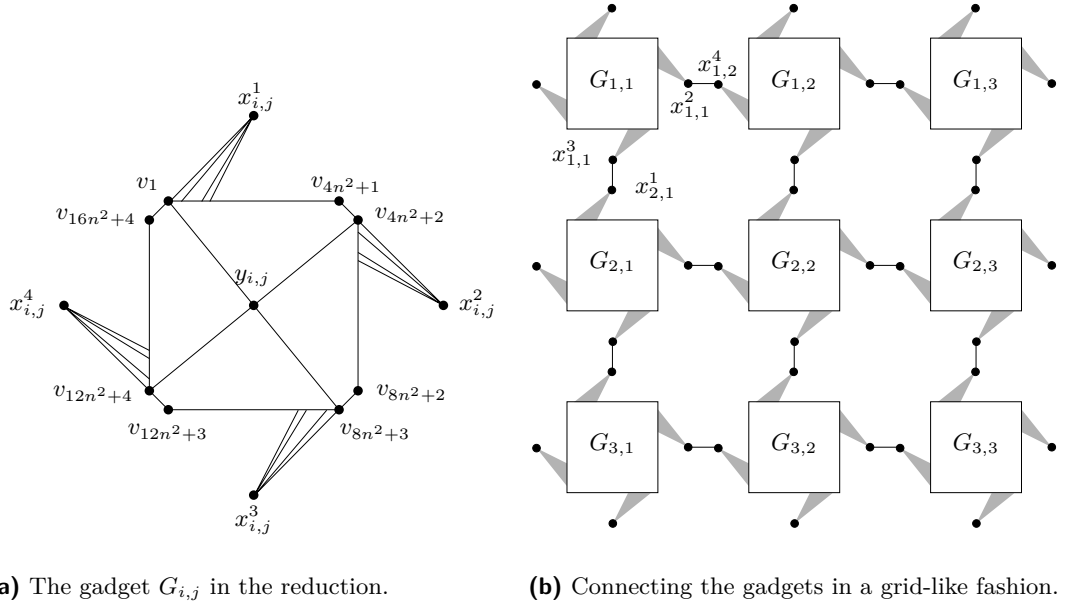 x^1_{i,j}
v_1
v_{4n^2+1}
v_{16n^2+4}
v_{4n^2+2}
y_{i,j}
x^4_{i,j}
x^2_{i,j}
v_{12n^2+4}
v_{8n^2+2}
v_{12n^2+3}
v_{8n^2+3}
x^3_{i,j}
a) The gadget G_{i,j} in the reduction.
G_{1,1}
x^4_{1,2}
G_{1,2}
G_{1,3}
x^2_{1,1}
x^3_{1,1}
x^1_{2,1}
G_{2,1}
G_{2,2}
G_{2,3}
G_{3,1}
G_{3,2}
G_{3,3}
(b) Connecting the gadgets in a grid-like fashion.